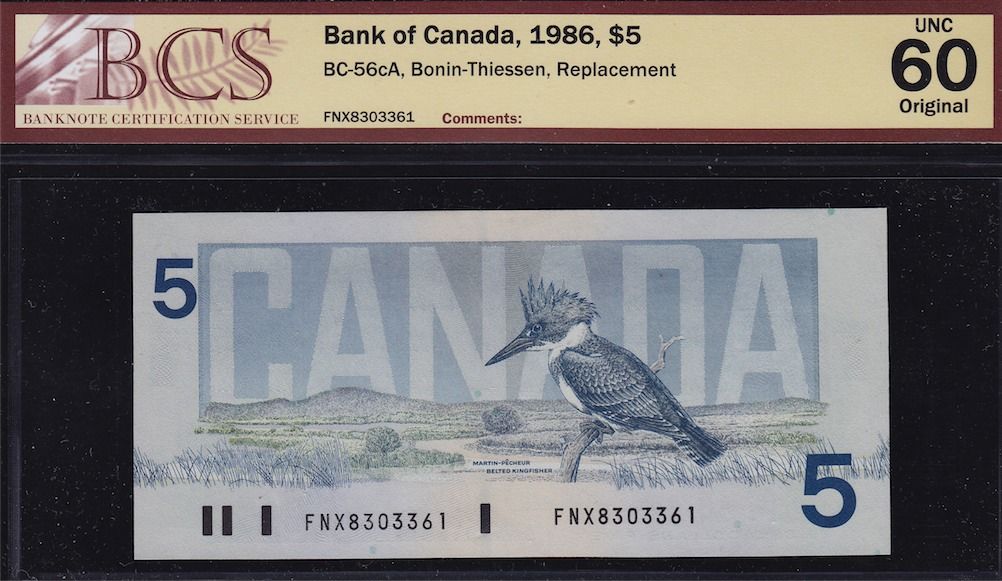 BCS
BANKNOTE CERTIFICATION SERVICE
Bank of Canada, 1986, $5
BC-56cA, Bonin-Thiessen, Replacement
FNX8303361 Comments:
UNC
60
Original
5
CANADA
MARTIN-PÊCHEUR
BELTED KINGFISHER
5
FNX8303361 FNX8303361